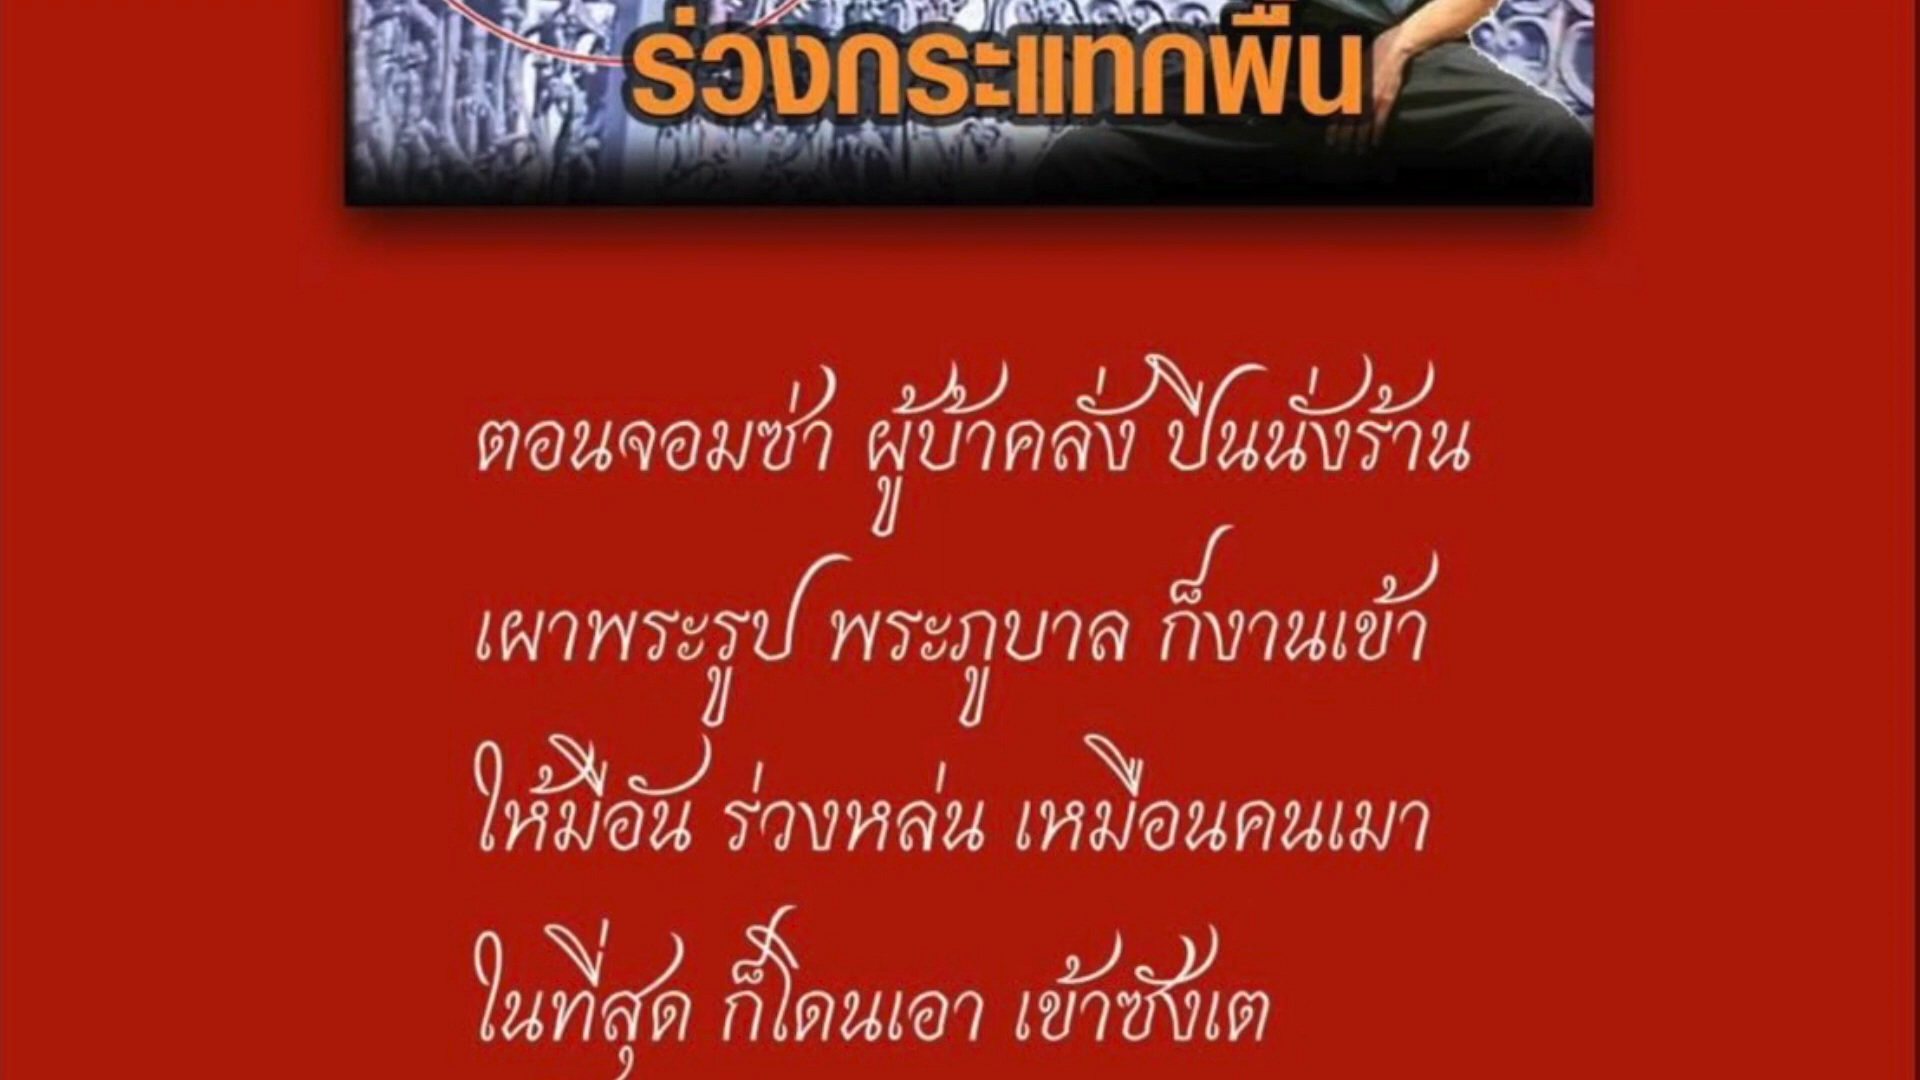 ร่วงกระแทกพื้น
ตอนจอมซ่า ผู้บ้าคลั่ง ปีนนั่งร้าน
เผาพระรูป พระภูบาล ก็งานเข้า
ให้มีอัน ร่วงหล่น เหมือนคนเมา
ในที่สุด ก็โดนเอา เข้าซังเต